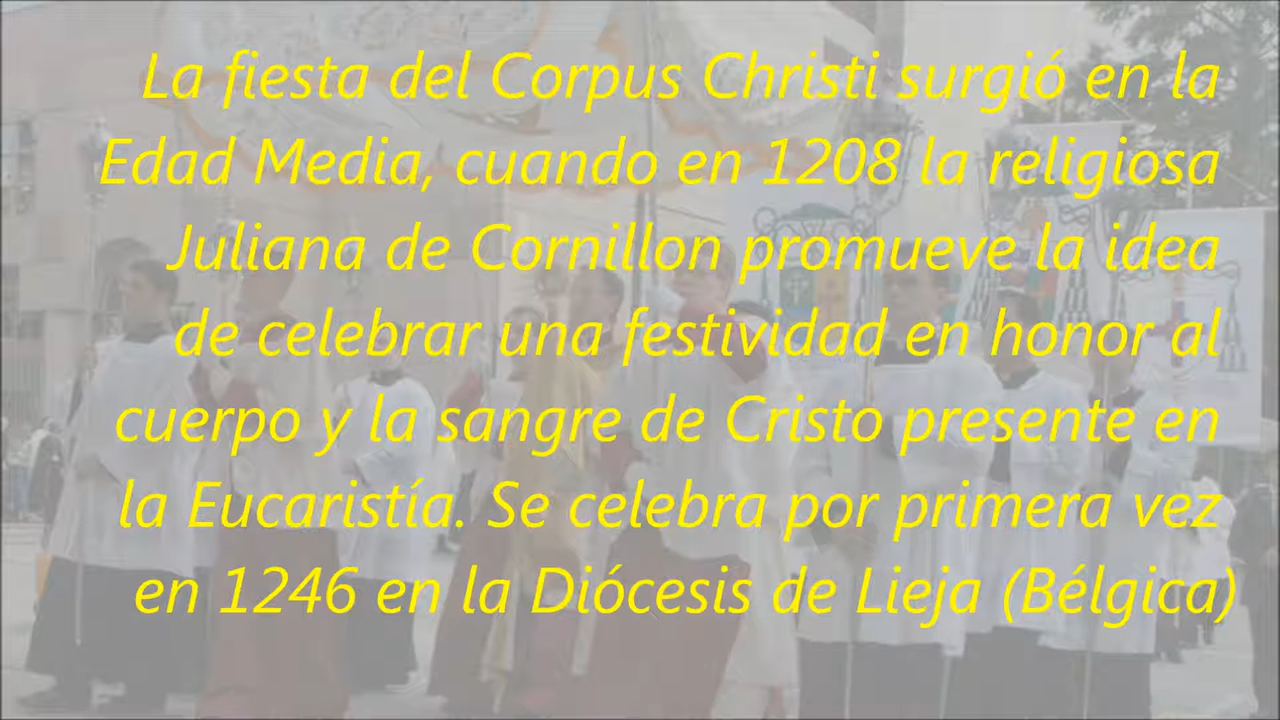 La fiesta del Corpus Christi surgió en la
Edad Media, cuando en 1208 la religiosa
Juliana de Cornillon promueve la idea
de celebrar una festividad en honor al
cuerpo y la sangre de Cristo presente en
la Eucaristía. Se celebra por primera vez
en 1246 en la Diócesis de Lieja (Bélgica)